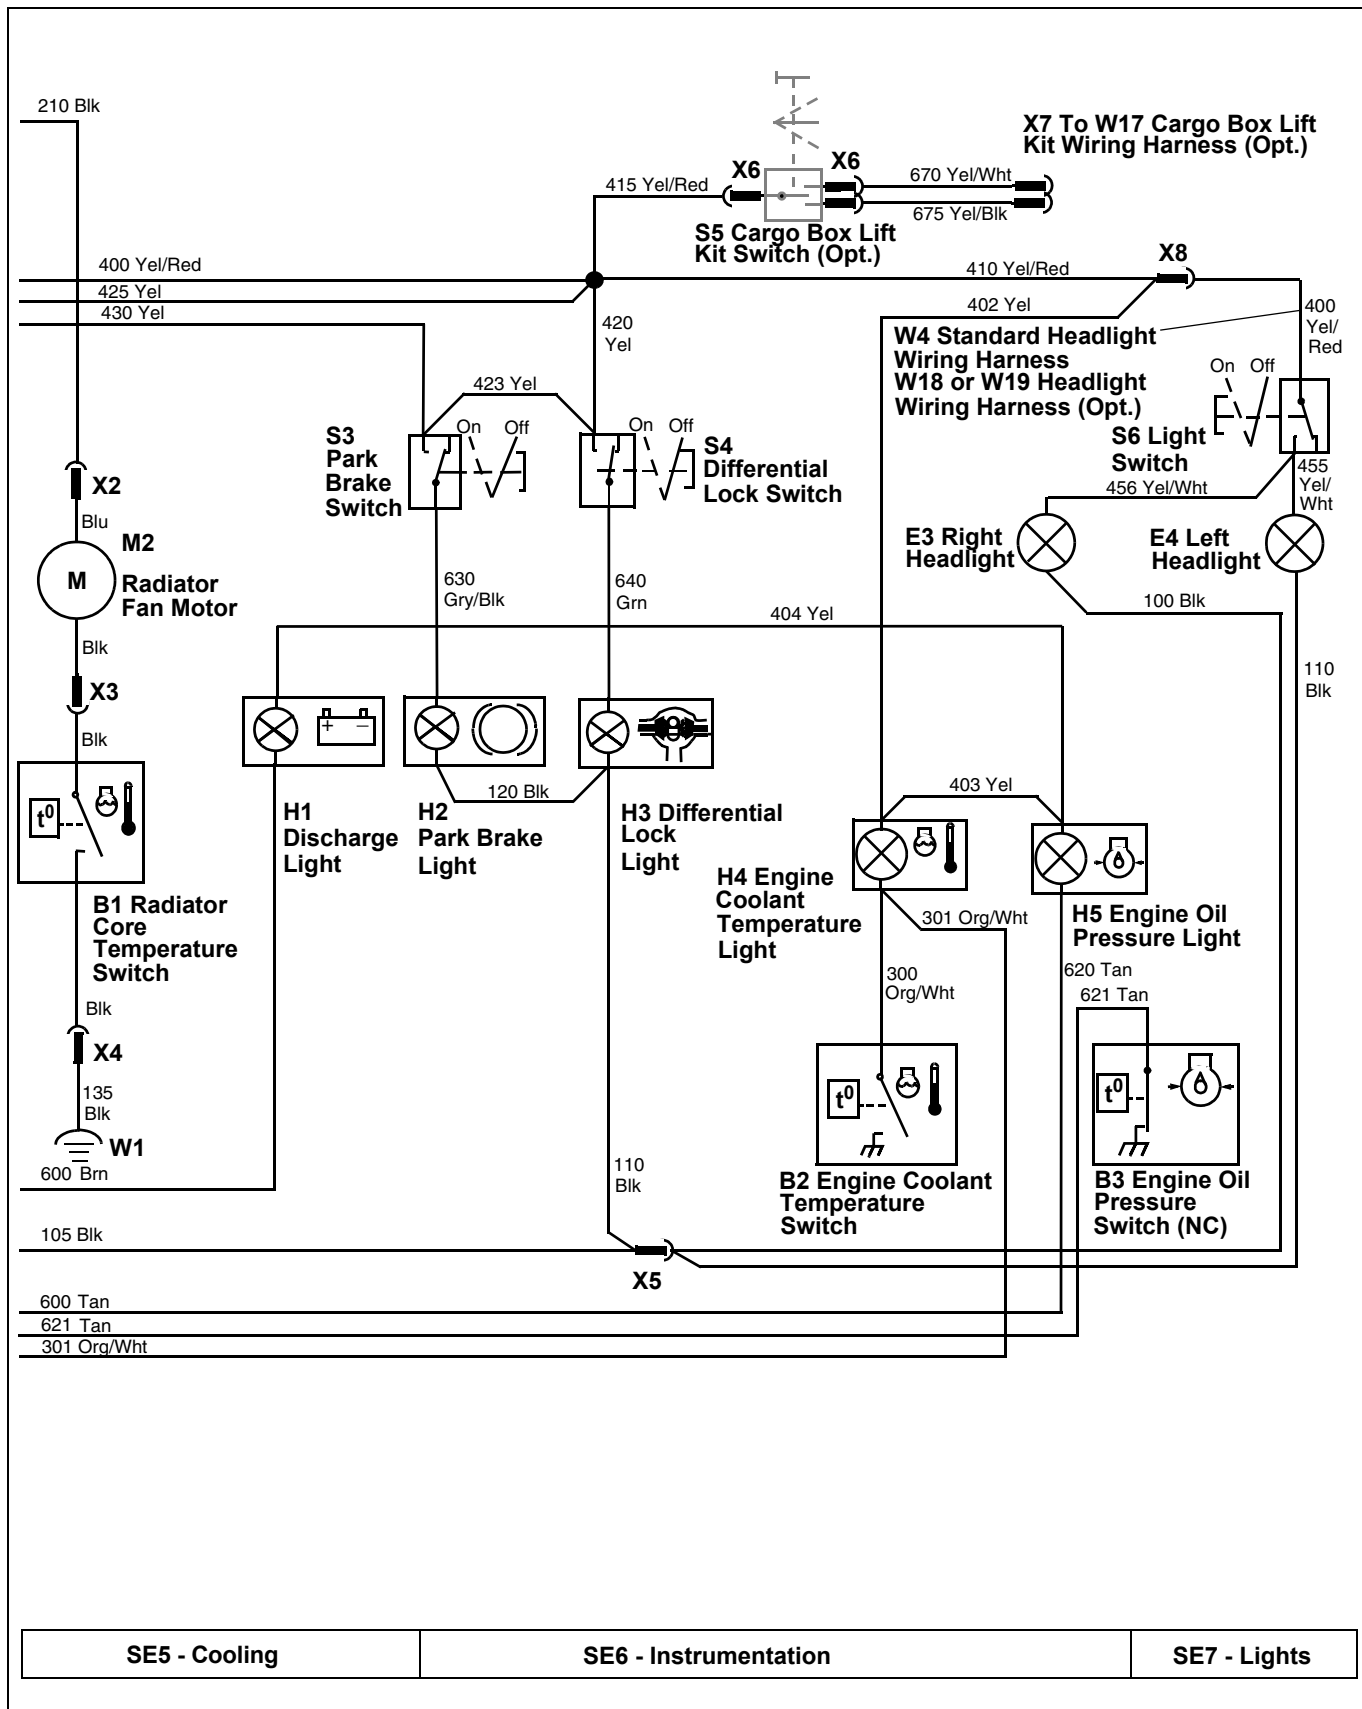 210 Blk
X7 To W17 Cargo Box Lift
Kit Wiring Harness (Opt.)
X6
X6
415 Yel/Red
670 Yel/Wht
675 Yel/Blk
S5 Cargo Box Lift
Kit Switch (Opt.)
X8
400 Yel/Red
410 Yel/Red
425 Yel
430 Yel
402 Yel
420
Yel
400
Yel/
Red
W4 Standard Headlight
Wiring Harness
W18 or W19 Headlight
Wiring Harness (Opt.)
On
Off
423 Yel
S3
Park
Brake
Switch
On
Off
On
Off
S4
Differential
Lock Switch
S6 Light
Switch
455
Yel/
Wht
456 Yel/Wht
X2
Blu
M2
M
Radiator
Fan Motor
E3 Right
Headlight
E4 Left
Headlight
630
Gry/Blk
640
Grn
404 Yel
100 Blk
Blk
X3
110
Blk
Blk
+ −
120 Blk
403 Yel
t0
H1
Discharge
Light
H2
Park Brake
Light
H3 Differential
Lock
Light
H4 Engine
Coolant
Temperature
Light
B1 Radiator
Core
Temperature
Switch
301 Org/Wht
H5 Engine Oil
Pressure Light
300
Org/Wht
620 Tan
621 Tan
Blk
X4
t0
t0
135
Blk
W1
600 Brn
110
Blk
B2 Engine Coolant
Temperature
Switch
B3 Engine Oil
Pressure
Switch (NC)
105 Blk
X5
600 Tan
621 Tan
301 Org/Wht
SE5 - Cooling
SE6 - Instrumentation
SE7 - Lights